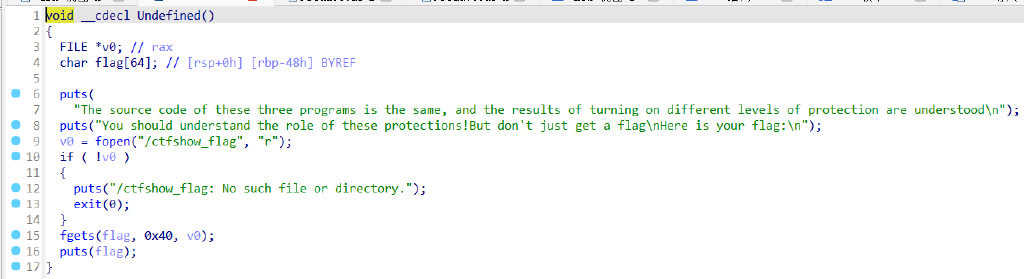 1 void __cdecl Undefined()
2 {
3 FILE *v0; // rax
4 char flag[64]; // [rsp+0h] [rbp-48h] BYREF
5
6 puts(
7 "The source code of these three programs is the same, and the results of turning on different levels of protection are understood\n");
8 puts("You should understand the role of these protections!But don't just get a flag\nHere is your flag:\n");
9 v0 = fopen("/ctfshow_flag", "r");
10 if ( !v0 )
11 {
12 puts("/ctfshow_flag: No such file or directory.");
13 exit(0);
14 }
15 fgets(flag, 0x40, v0);
16 puts(flag);
17 }